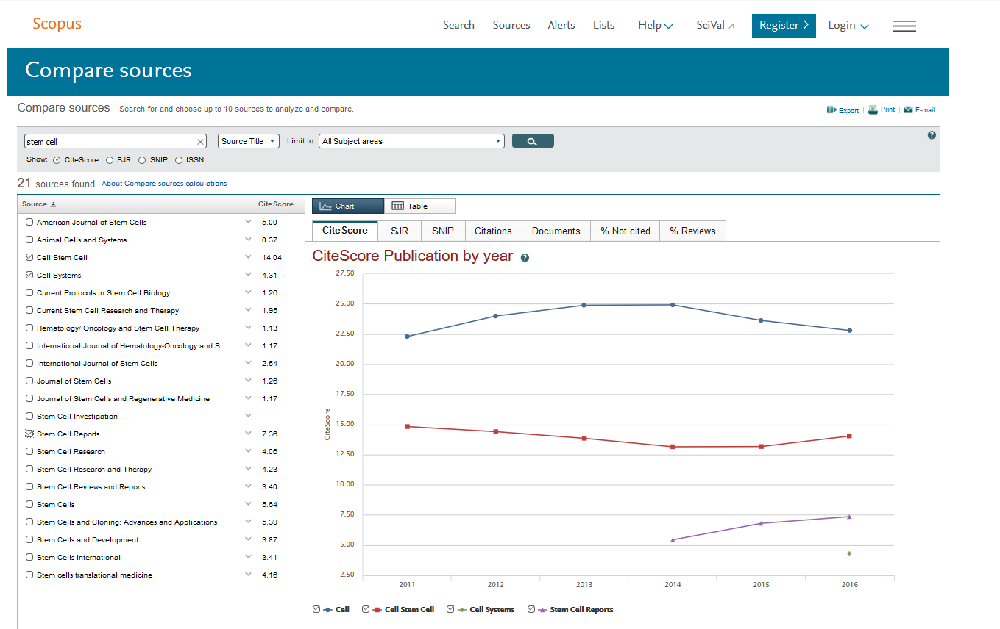 Scopus
Search Sources Alerts Lists Help SciVal Register Login
Compare sources
Compare sources Search for and choose up to 10 sources to analyze and compare.
Export Print E-mail
stem cell Source Title Limit to: All Subject areas
Show: CiteScore SJR SNIP ISSN
21 sources found About Compare sources calculations
Source CiteScore
American Journal of Stem Cells 5.00
Animal Cells and Systems 0.37
Cell Stem Cell 14.04
Cell Systems 4.31
Current Protocols in Stem Cell Biology 1.26
Current Stem Cell Research and Therapy 1.95
Hematology/ Oncology and Stem Cell Therapy 1.13
International Journal of Hematology-Oncology and S... 1.17
International Journal of Stem Cells 2.54
Journal of Stem Cells 1.26
Journal of Stem Cells and Regenerative Medicine 1.17
Stem Cell Investigation
Stem Cell Reports 7.36
Stem Cell Research 4.06
Stem Cell Research and Therapy 4.23
Stem Cell Reviews and Reports 3.40
Stem Cells 5.64
Stem Cells and Cloning: Advances and Applications 5.39
Stem Cells and Development 3.87
Stem Cells International 3.41
Stem cells translational medicine 4.16
Chart Table
CiteScore SJR SNIP Citations Documents % Not cited % Reviews
CiteScore Publication by year
27.50
25.00
22.50
20.00
17.50
15.00
12.50
10.00
7.50
5.00
2.50
CiteScore
2011 2012 2013 2014 2015 2016
Cell Cell Stem Cell Cell Systems Stem Cell Reports